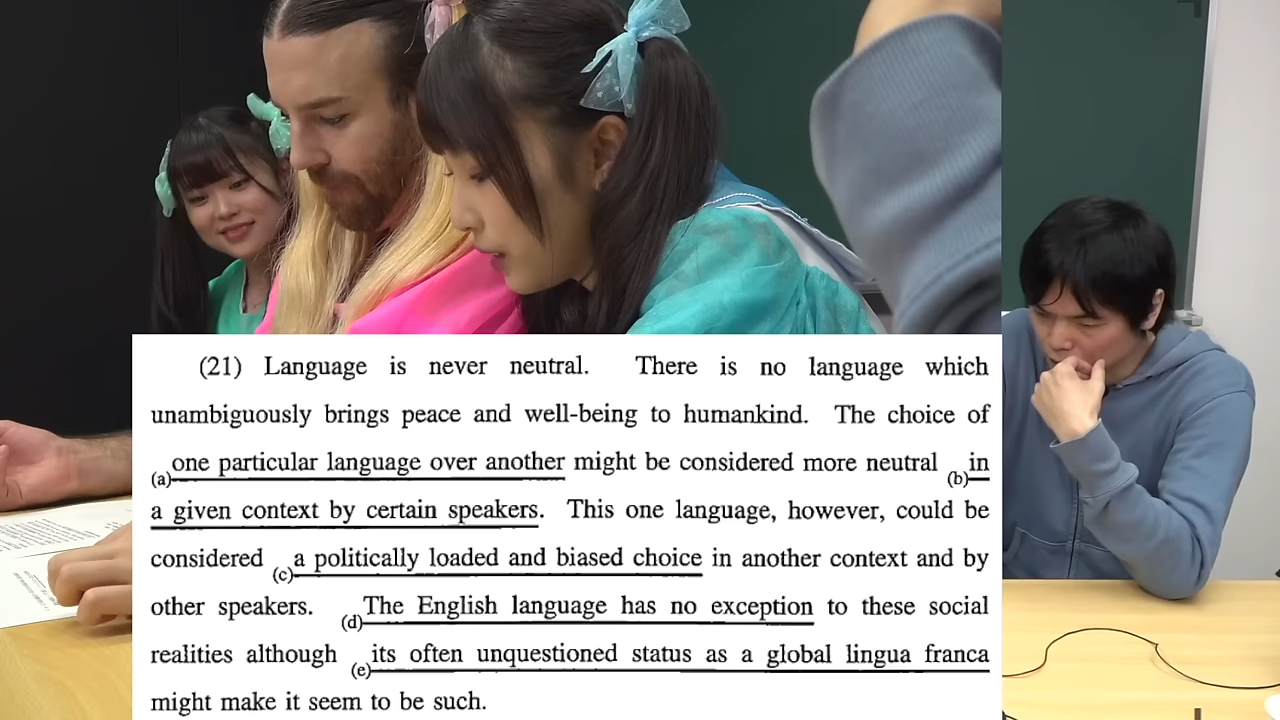 (21) Language is never neutral. There is no language which
unambiguously brings peace and well-being to humankind. The choice of
(a)one particular language over another might be considered more neutral (b)in
a given context by certain speakers. This one language, however, could be
considered (c)a politically loaded and biased choice in another context and by
other speakers. (d)The English language has no exception to these social
realities although (e)its often unquestioned status as a global lingua franca
might make it seem to be such.